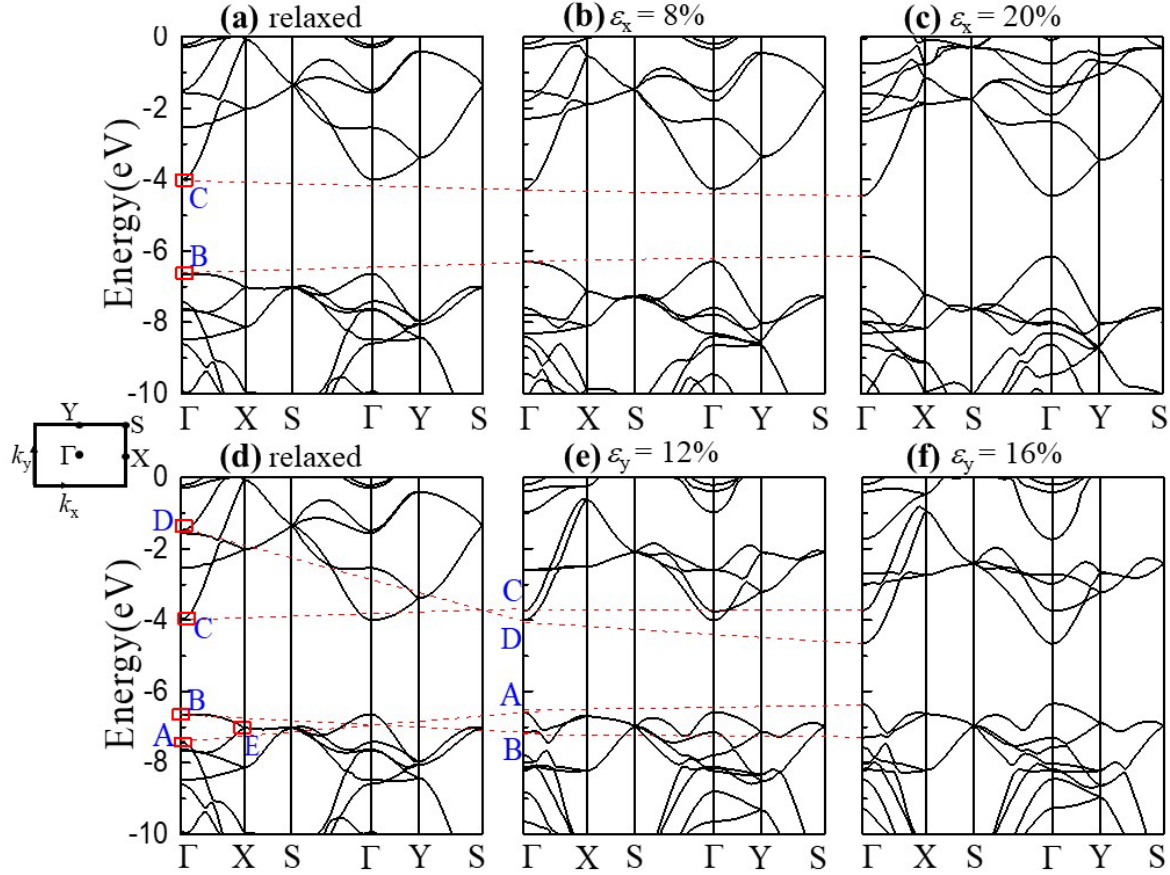 (a) relaxed
(b) εx = 8%
(c) εx = 20%
Energy(eV)
0
-2
-4
-6
-8
-10
C
B
Γ X S Γ Y S
Γ X S Γ Y S
Γ X S Γ Y S
Y S
ky Γ X
kx
(d) relaxed
(e) εy = 12%
(f) εy = 16%
Energy(eV)
0
-2
-4
-6
-8
-10
D
C
B
A
E
C
D
A
B
Γ X S Γ Y S
Γ X S Γ Y S
Γ X S Γ Y S